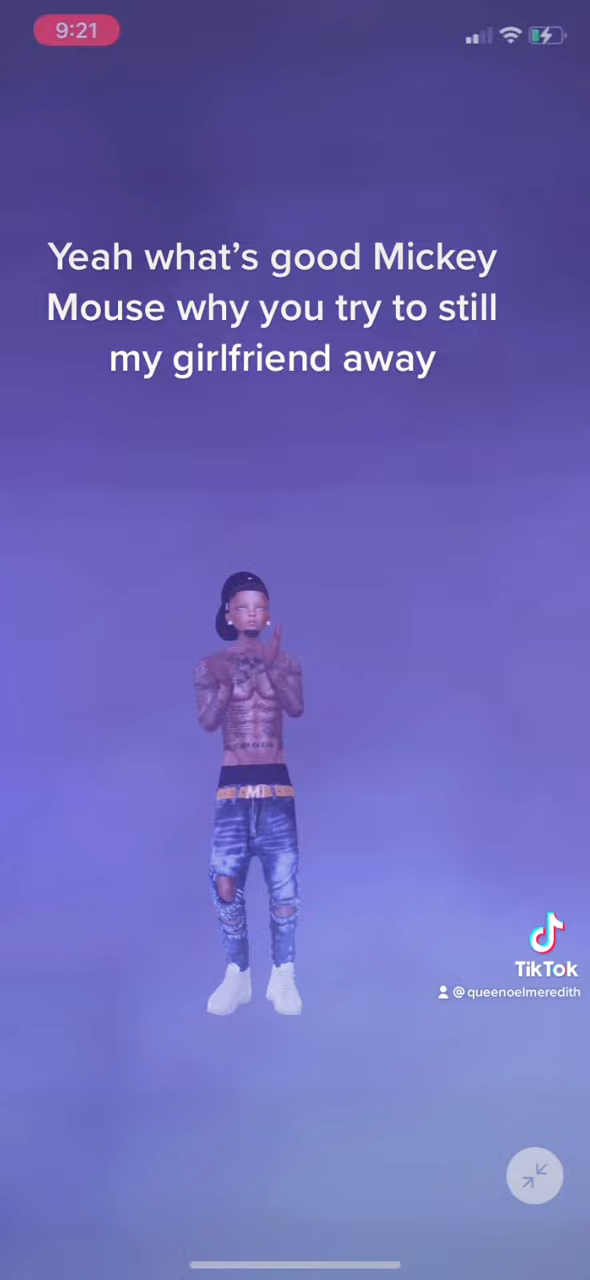 9:21
Yeah what's good Mickey
Mouse why you try to still
my girlfriend away
TikTok
@queenoelmeredith